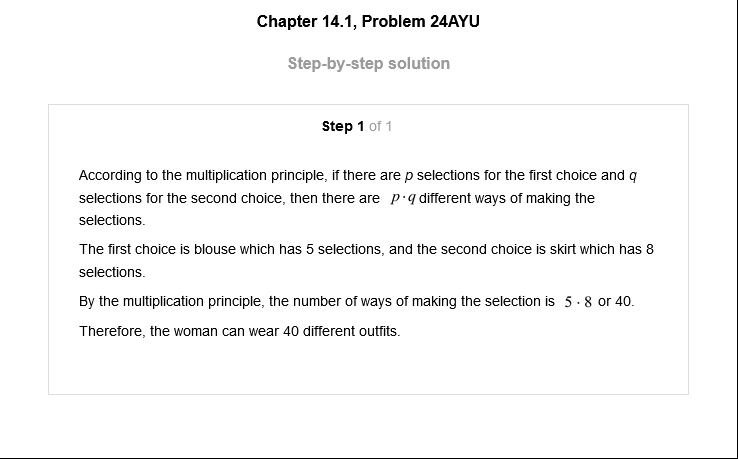 Chapter 14.1, Problem 24AYU
Step-by-step solution
Step 1 of 1
According to the multiplication principle, if there are p selections for the first choice and q
selections for the second choice, then there are p·q different ways of making the
selections.
The first choice is blouse which has 5 selections, and the second choice is skirt which has 8
selections.
By the multiplication principle, the number of ways of making the selection is 5·8 or 40.
Therefore, the woman can wear 40 different outfits.